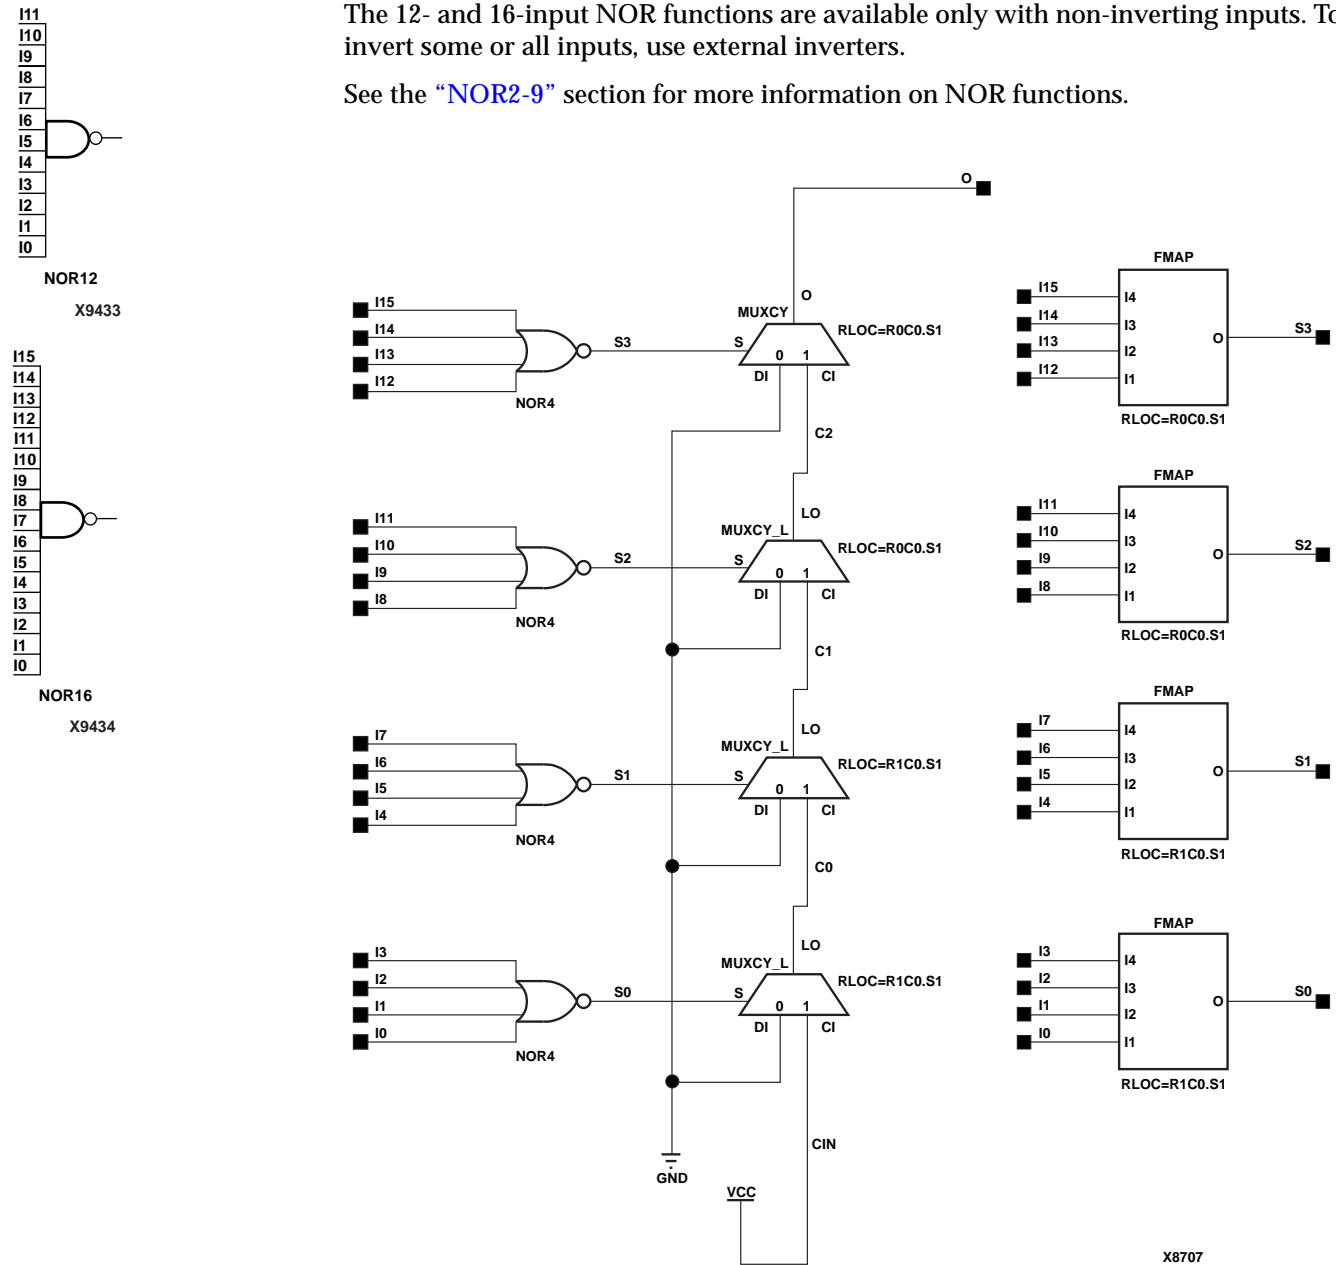 The 12- and 16-input NOR functions are available only with non-inverting inputs. To
invert some or all inputs, use external inverters.
See the “NOR2-9” section for more information on NOR functions.
I11
I10
I9
I8
I7
I6
I5
I4
I3
I2
I1
I0
NOR12
X9433
I15
I14
I13
I12
I11
I10
I9
I8
I7
I6
I5
I4
I3
I2
I1
I0
NOR16
X9434
O
I15
I14
I13
I12
NOR4
S3
MUXCY
O
RLOC=R0C0.S1
S
0 1
DI
CI
C2
I11
I10
I9
I8
NOR4
S2
MUXCY_L
LO
RLOC=R0C0.S1
S
0 1
DI
CI
C1
I7
I6
I5
I4
NOR4
S1
MUXCY_L
LO
RLOC=R1C0.S1
S
0 1
DI
CI
C0
I3
I2
I1
I0
NOR4
S0
MUXCY_L
LO
RLOC=R1C0.S1
S
0 1
DI
CI
CIN
GND
VCC
FMAP
I15
I14
I13
I12
I4
I3
I2
I1
O
S3
RLOC=R0C0.S1
FMAP
I11
I10
I9
I8
I4
I3
I2
I1
O
S2
RLOC=R0C0.S1
FMAP
I7
I6
I5
I4
I4
I3
I2
I1
O
S1
RLOC=R1C0.S1
FMAP
I3
I2
I1
I0
I4
I3
I2
I1
O
S0
RLOC=R1C0.S1
X8707